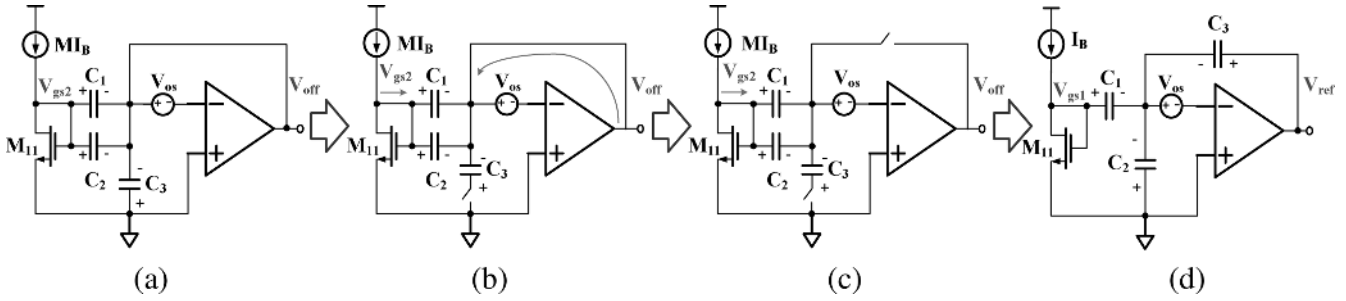 MI_B
V_gs2
C_1
+ -
V_os
+ -
−
V_off
M_11
+ -
C_2
-
C_3
+
+
(a)
MI_B
V_gs2
C_1
+ -
V_os
+ -
−
V_off
M_11
+ -
C_2
-
C_3
+
+
(b)
MI_B
V_gs2
C_1
+ -
V_os
+ -
−
V_off
M_11
+ -
C_2
-
C_3
+
+
(c)
I_B
C_3
- +
V_gs1
C_1
+ -
V_os
+ -
−
V_ref
M_11
-
C_2
+
+
(d)